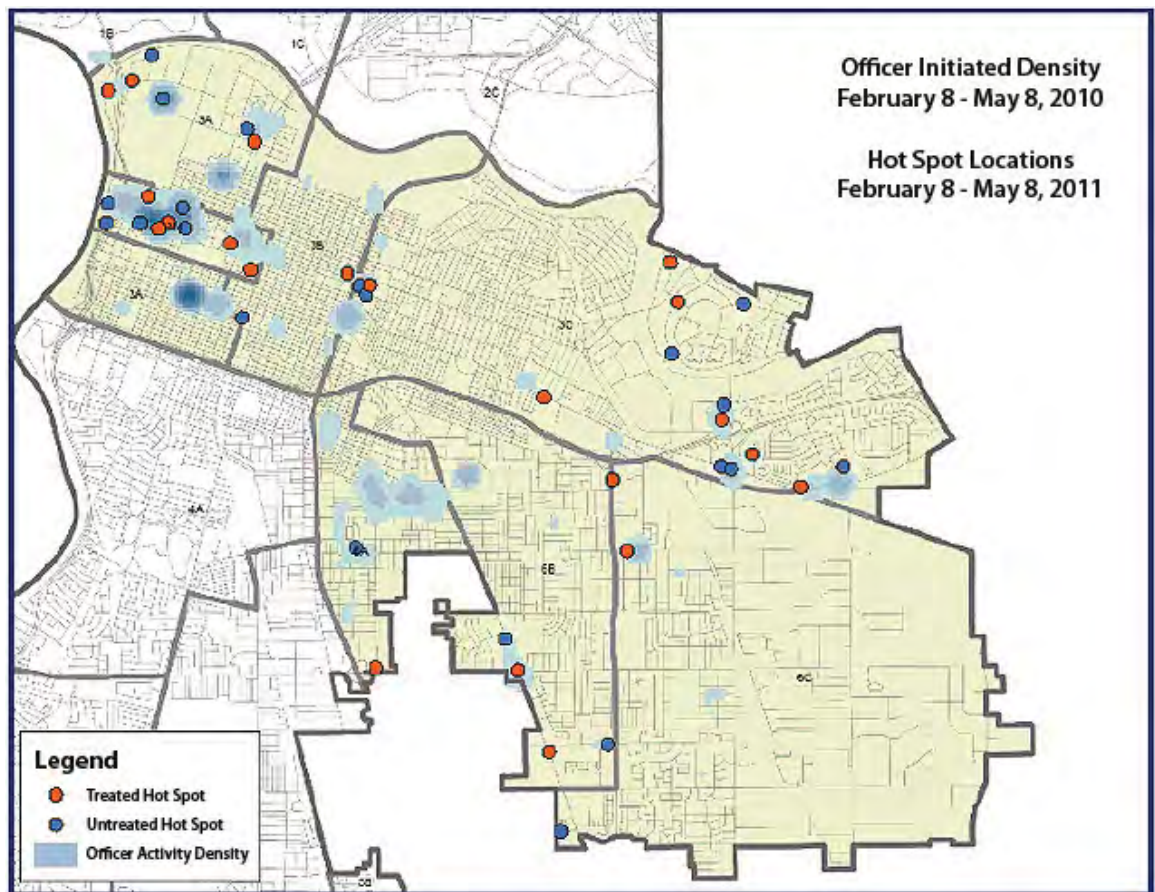 Officer Initiated Density
February 8 - May 8, 2010
Hot Spot Locations
February 8 - May 8, 2011
1B
1C
2C
3A
3B
3C
3A
4A
6B
6C
Legend
Treated Hot Spot
Untreated Hot Spot
Officer Activity Density